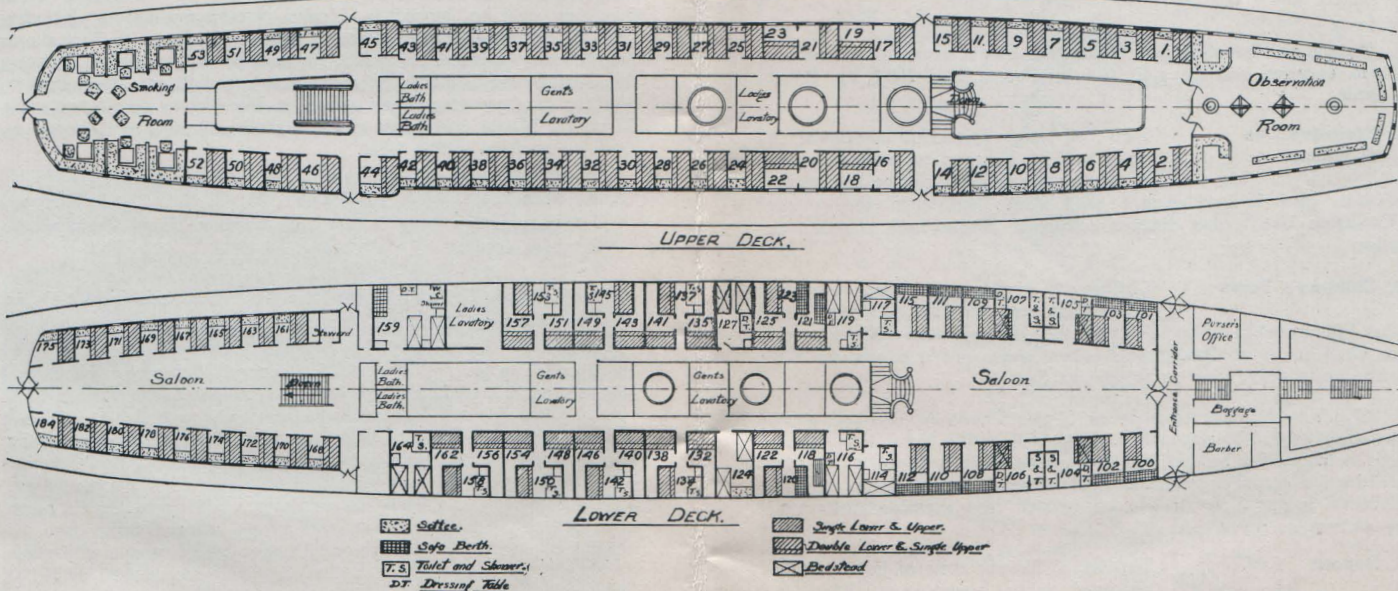 53 51 49 47 45 43 41 39 37 35 33 31 29 27 25 23 21 19 17 15 11 9 7 5 3 1
Smoking
Room
Ladies
Bath
Ladies
Bath
Gents
Lavatory
Ladies
Lavatory
Down
Observation
Room
52 50 48 46 44 42 40 38 36 34 32 30 28 26 24 22 20 18 16 14 12 10 8 6 4 2
UPPER DECK.
175 173 171 169 167 165 163 161 Steward 159 D.T. Shower
Ladies
Lavatory
157 153 T.S. 151 149 T.S. 145 143 141 137 T.S. 135 127 125 123 121 119 117 115 111 109 107 T.S. T.S. 105 103 101
Purser's
Office
Saloon
Down
Ladies
Bath.
Ladies
Bath.
Gents
Lavatory
Gents
Lavatory
Saloon
Entrance Corridor
Baggage
Barber
184 182 180 178 176 174 172 170 168 164 T.S. 162 158 T.S. 156 154 150 T.S. 148 146 142 T.S. 140 138 134 T.S. 132 124 122 120 118 116 T.S. 114 T.S. 112 110 108 D.T. 106 T.S. T.S. 104 D.T. 102 100
LOWER DECK.
Settee.
Sofa Berth.
T.S. Toilet and Shower.
D.T. Dressing Table
Single Lower & Upper.
Double Lower & Single Upper
Bedstead